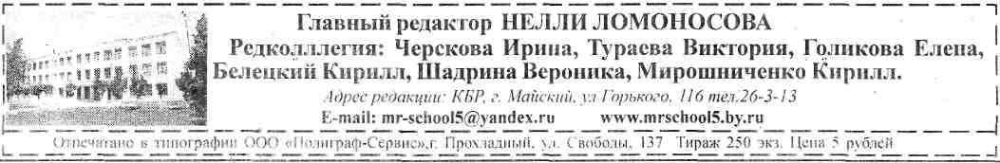 Главный редактор НЕЛЛИ ЛОМОНОСОВА
Редколллегия: Черскова Ирина, Тураева Виктория, Голикова Елена,
Белецкий Кирилл, Шадрина Вероника, Мирошниченко Кирилл.
Адрес редакции: КБР, г. Майский, ул Горького, 116 тел.26-3-13
E-mail: mr-school5@yandex.ru www.mrschool5.by.ru
Отпечатано в типографии ООО «Полиграф-Сервис»,г. Прохладный, ул. Свободы, 137 Тираж 250 экз. Цена 5 рублей